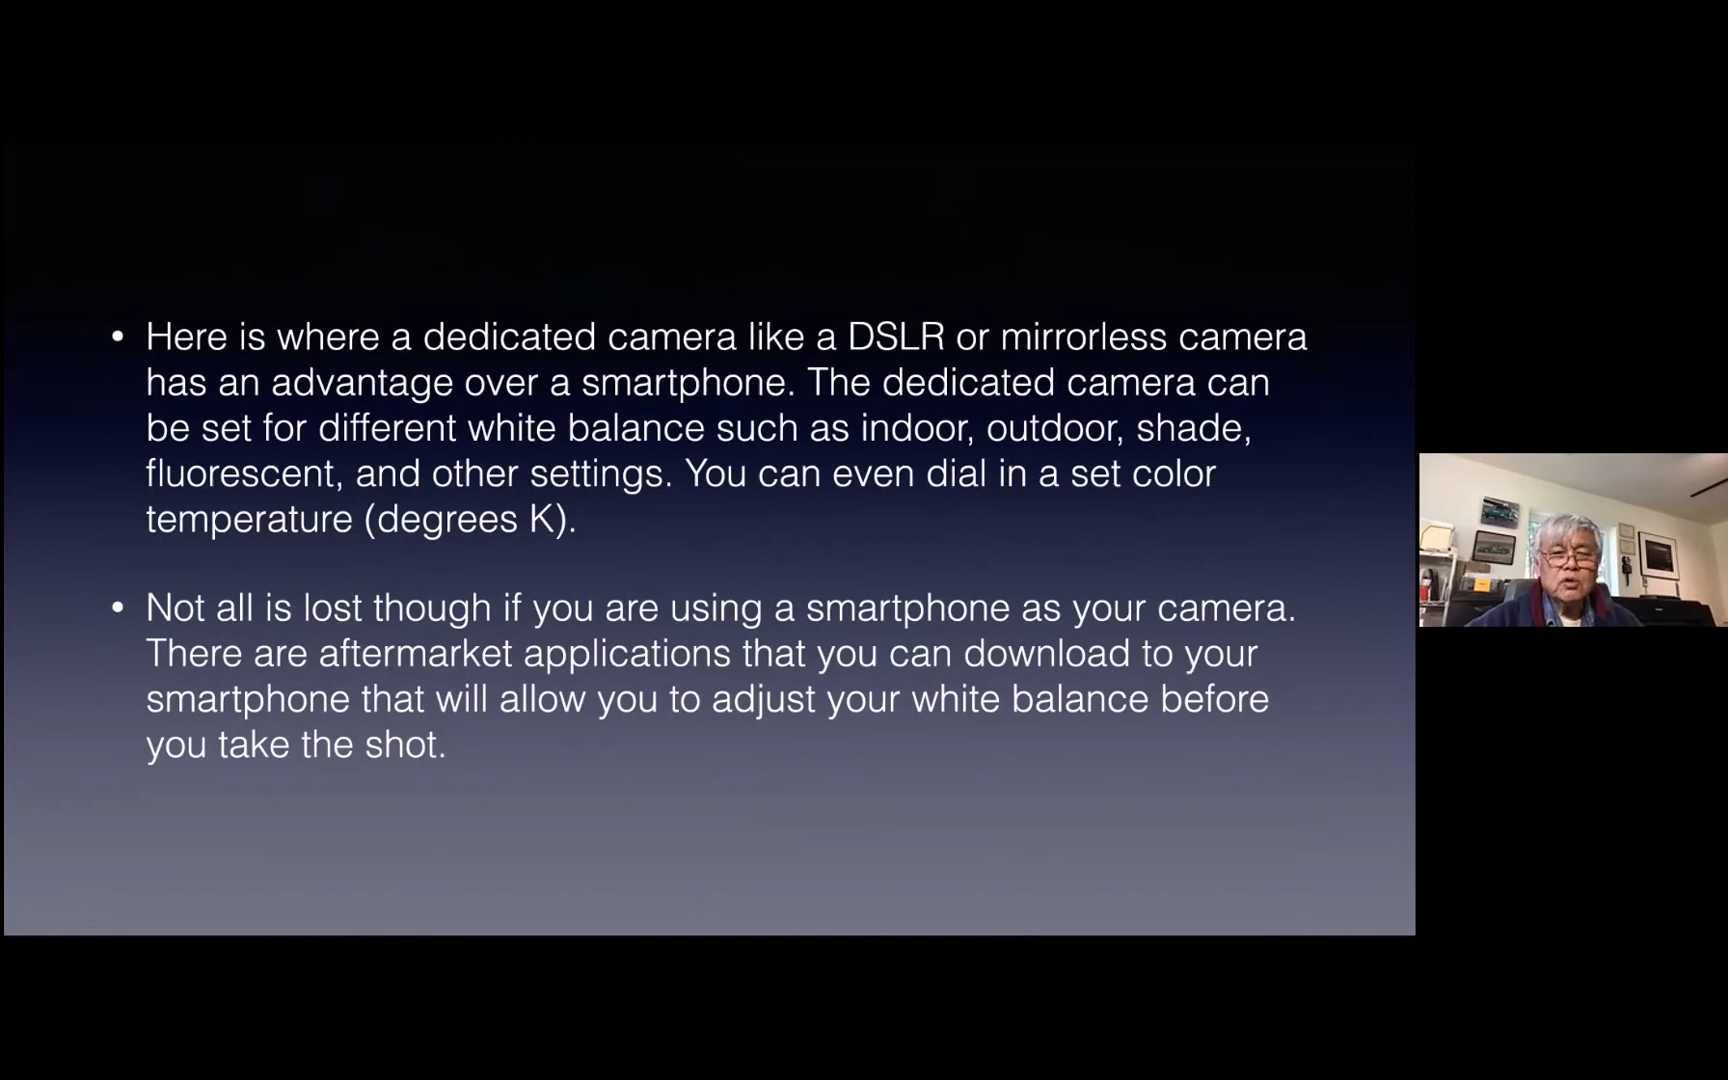 • Here is where a dedicated camera like a DSLR or mirrorless camera
has an advantage over a smartphone. The dedicated camera can
be set for different white balance such as indoor, outdoor, shade,
fluorescent, and other settings. You can even dial in a set color
temperature (degrees K).
• Not all is lost though if you are using a smartphone as your camera.
There are aftermarket applications that you can download to your
smartphone that will allow you to adjust your white balance before
you take the shot.